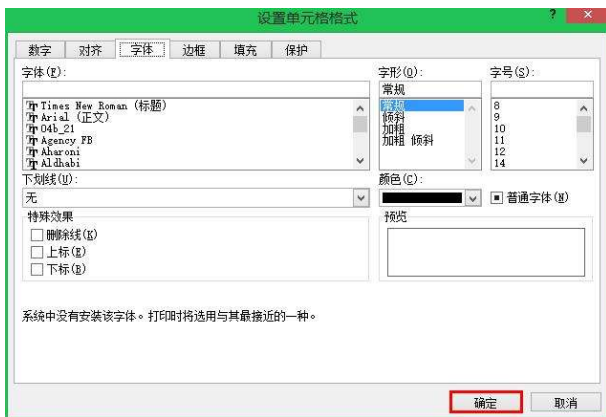 设置单元格格式
? ×
数字 对齐 字体 边框 填充 保护
字体(F): 字形(O): 字号(S):
常规
Times New Roman (标题) 常规 8
Arial (正文) 倾斜 9
04b_21 加粗 10
Agency FB 加粗 倾斜 11
Aharoni 12
Aldhabi 14
下划线(U): 颜色(C):
无 普通字体(N)
特殊效果 预览
删除线(K)
上标(E)
下标(B)
系统中没有安装该字体。打印时将选用与其最接近的一种。
确定 取消